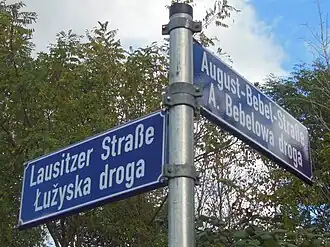 Lausitzer Straße
Łužyska droga
August-Bebel-Straße
A. Bebelowa droga